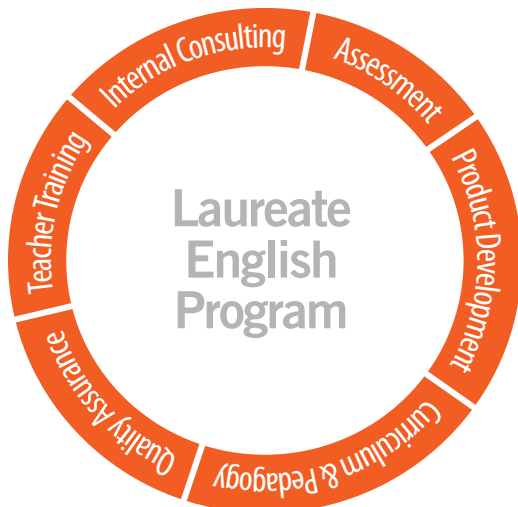 Internal Consulting
Assessment
Product Development
Curriculum & Pedagogy
Quality Assurance
Teacher Training
Laureate
English
Program